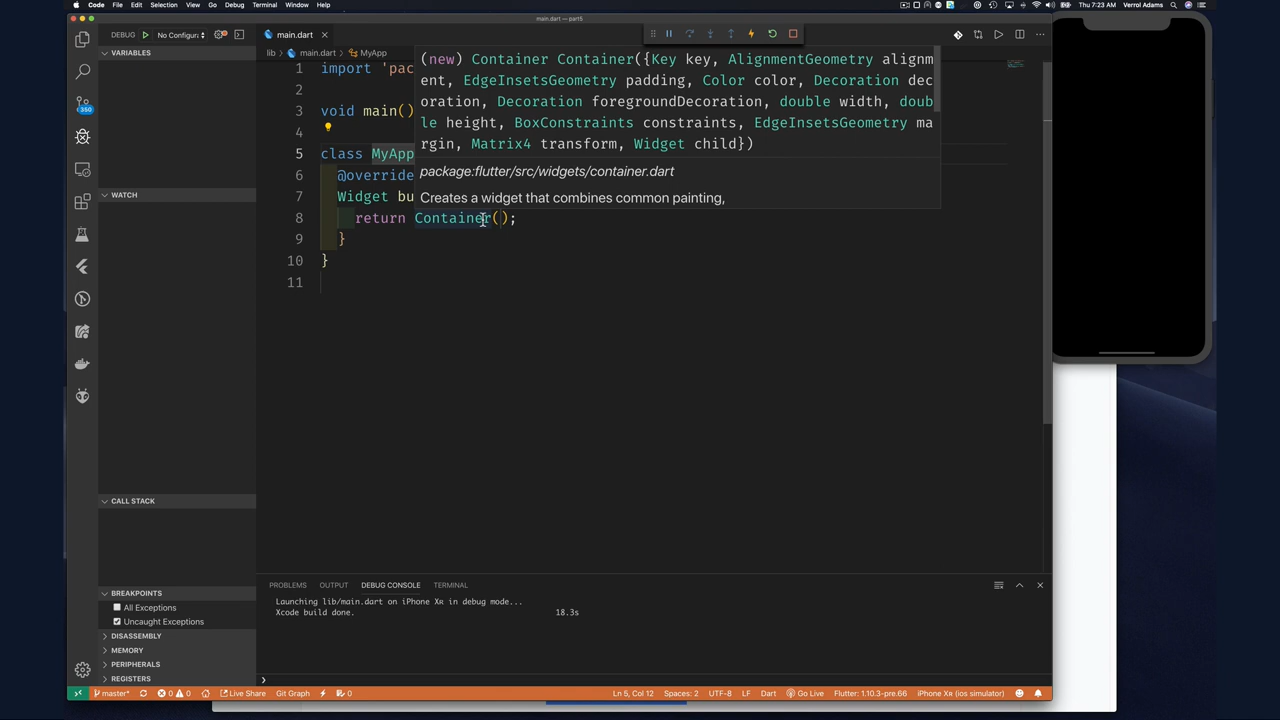 Code File Edit Selection View Go Debug Terminal Window Help
Thu 7:23 AM Verrol Adams
main.dart — part5
DEBUG No Configura
main.dart
lib › main.dart › MyApp
VARIABLES
WATCH
CALL STACK
BREAKPOINTS
All Exceptions
Uncaught Exceptions
DISASSEMBLY
MEMORY
PERIPHERALS
350
1 import 'pac
2
3 void main()
4
5 class MyApp
6 @override
7 Widget bu
8 return Container();
9 }
10 }
11
(new) Container Container({Key key, AlignmentGeometry alignm
ent, EdgeInsetsGeometry padding, Color color, Decoration dec
oration, Decoration foregroundDecoration, double width, doub
le height, BoxConstraints constraints, EdgeInsetsGeometry ma
rgin, Matrix4 transform, Widget child})
package:flutter/src/widgets/container.dart
Creates a widget that combines common painting,
PROBLEMS OUTPUT DEBUG CONSOLE TERMINAL
Launching lib/main.dart on iPhone Xʀ in debug mode...
Xcode build done. 18.3s
master* 0 0 Live Share Git Graph 0
Ln 5, Col 12 Spaces: 2 UTF-8 LF Dart Go Live Flutter: 1.10.3-pre.66 iPhone Xʀ (ios simulator)